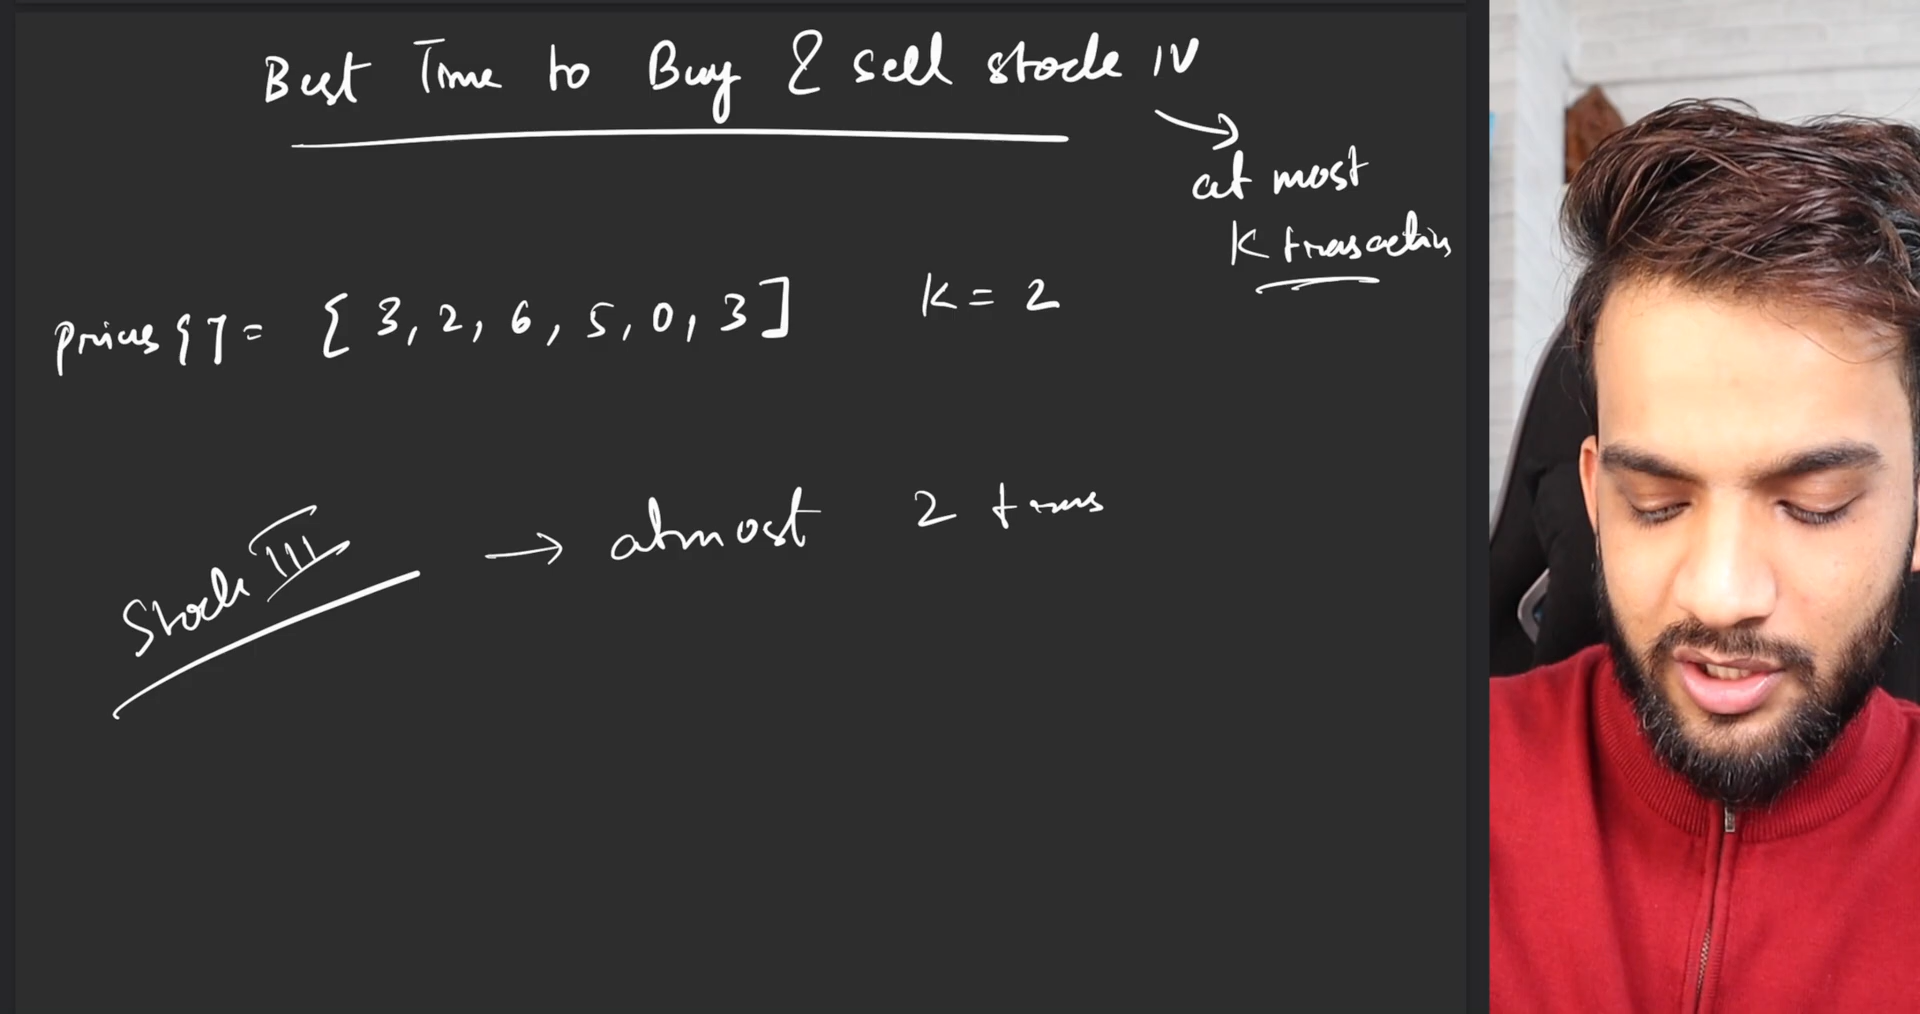 Best Time to Buy & sell stock IV
at most
K transactions
prices [] = [3, 2, 6, 5, 0, 3]  K = 2
Stock III → atmost 2 trans